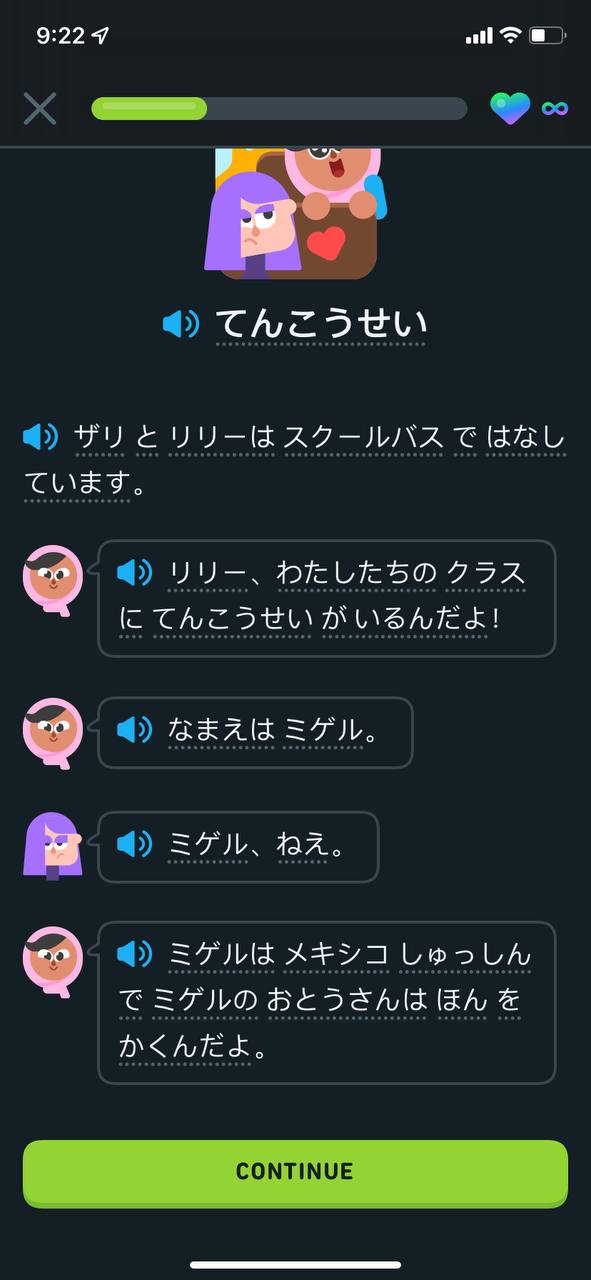 9:22
てんこうせい
ザリ と リリーは スクールバス で はなし
ています。
リリー、わたしたちの クラス
に てんこうせい が いるんだよ!
なまえは ミゲル。
ミゲル、ねえ。
ミゲルは メキシコ しゅっしん
で ミゲルの おとうさんは ほん を
かくんだよ。
CONTINUE